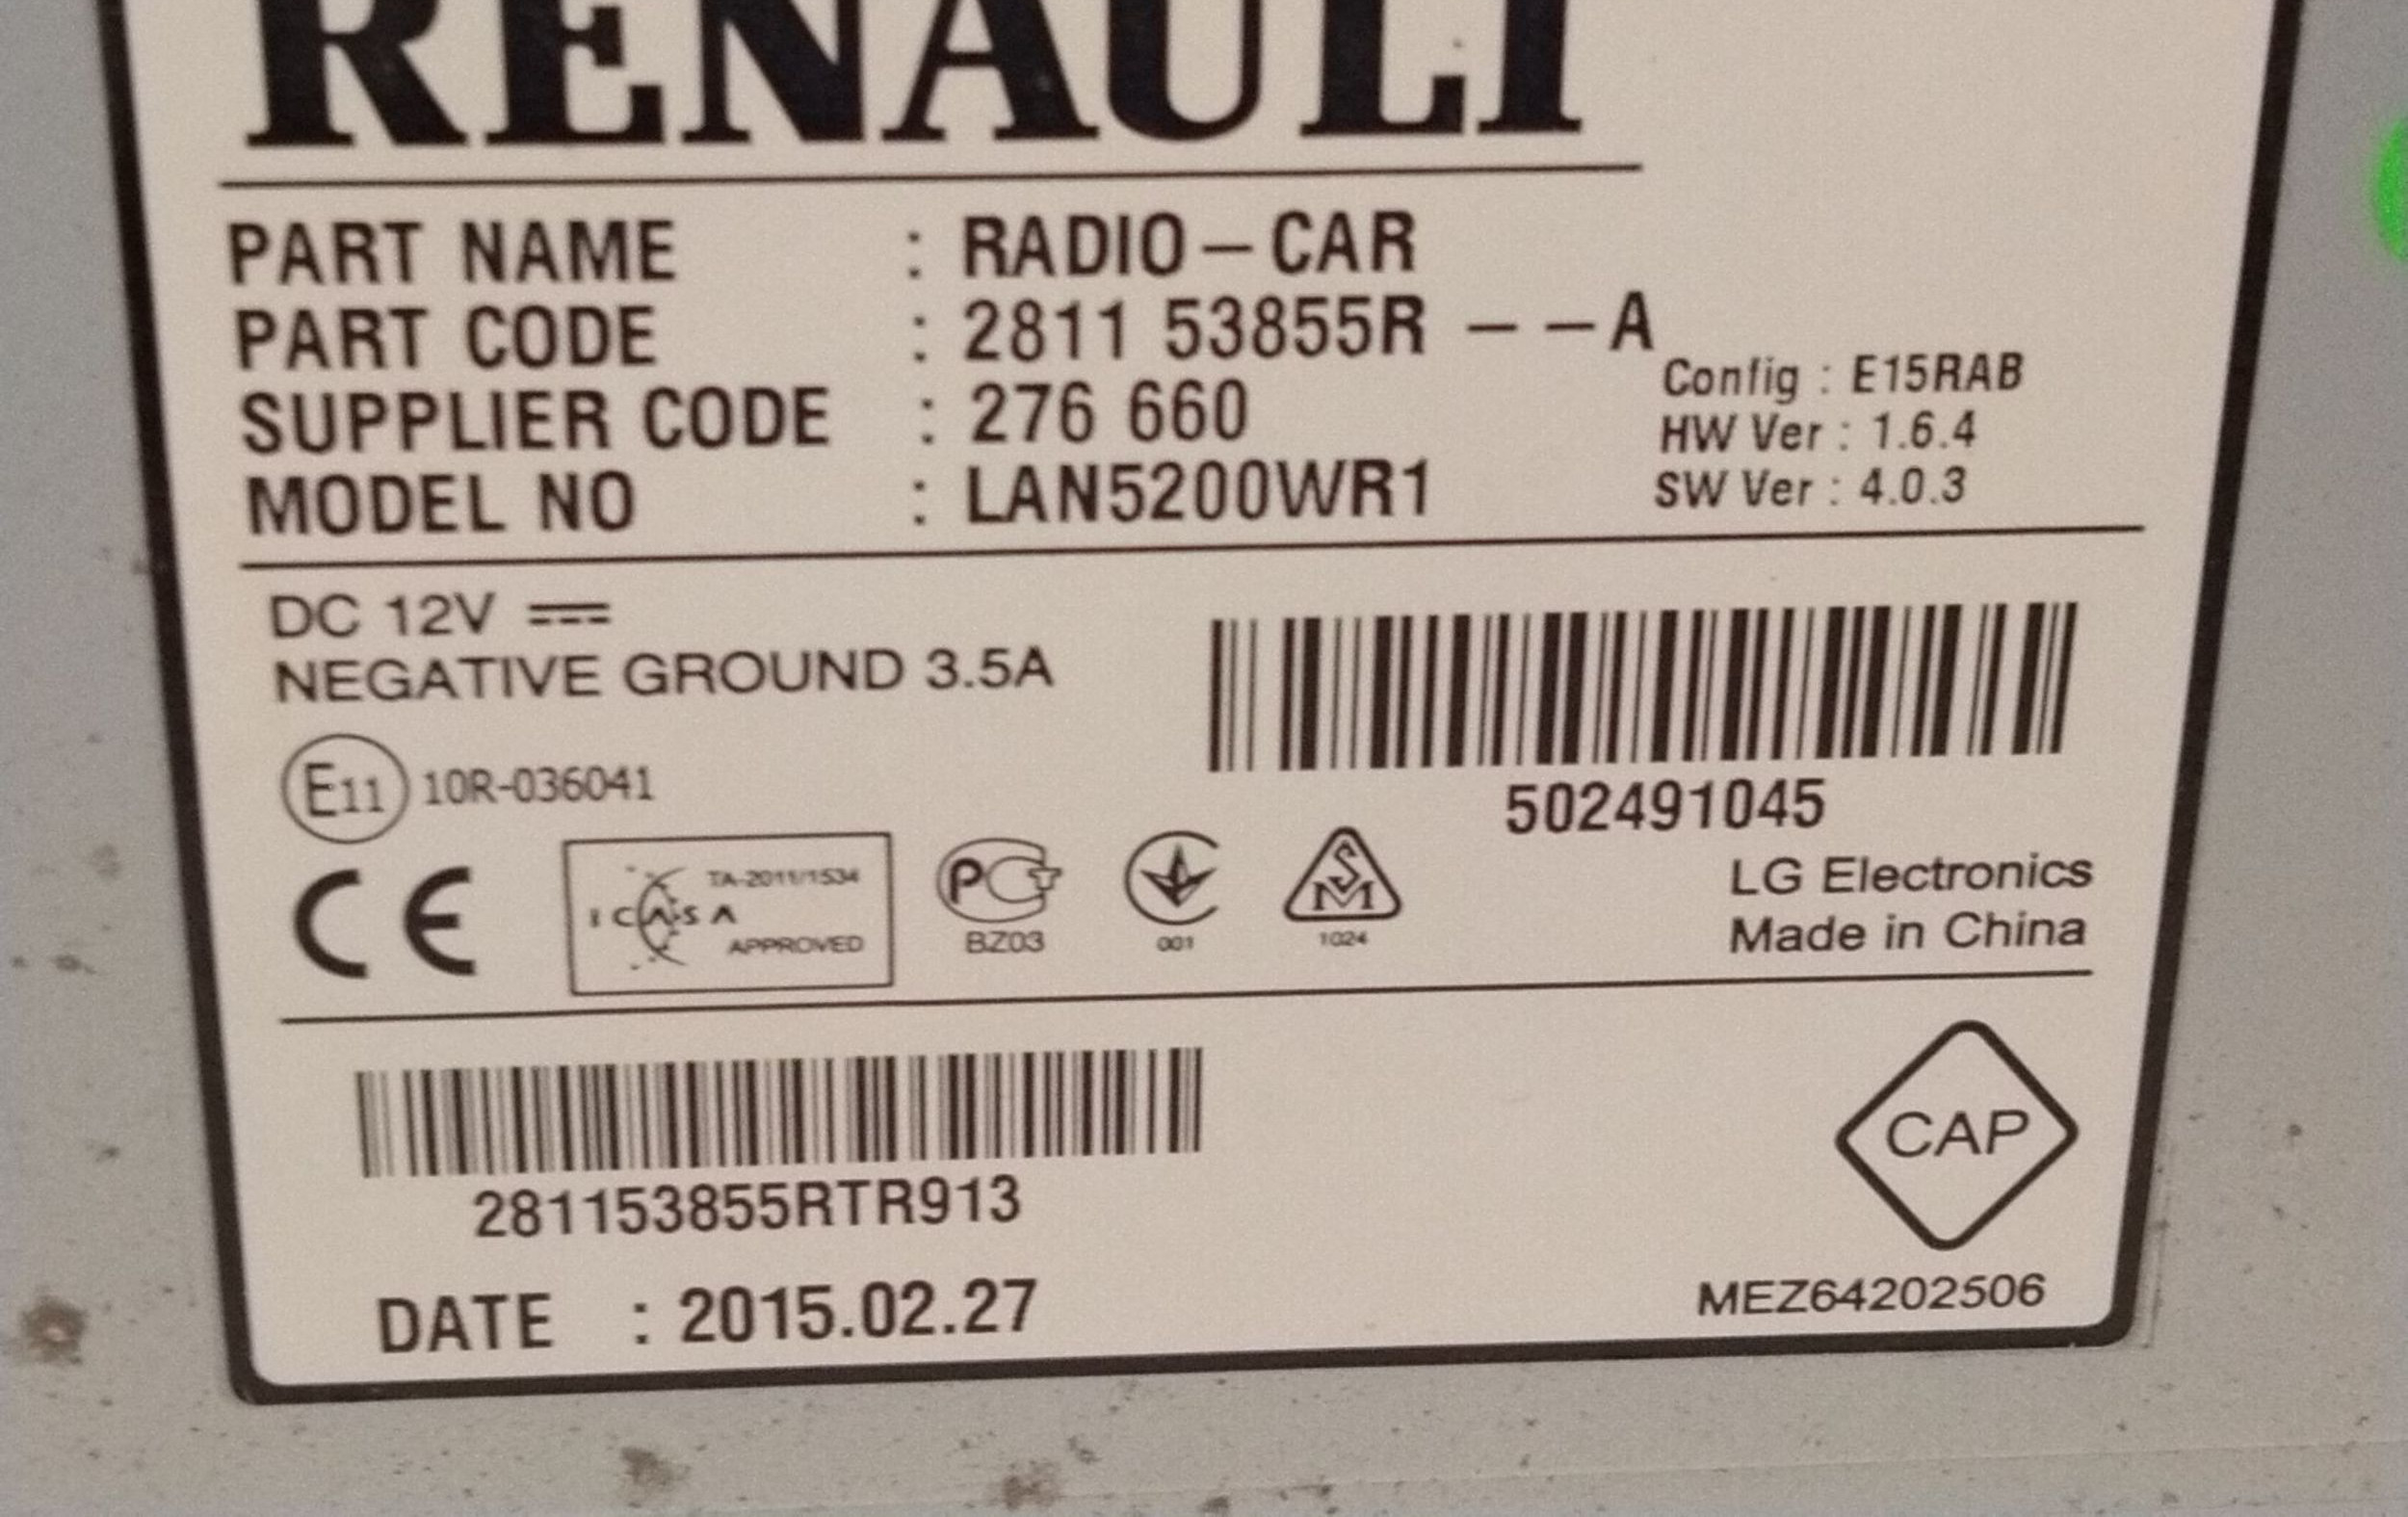 RENAULT
PART NAME : RADIO-CAR
PART CODE : 2811 53855R --A
SUPPLIER CODE : 276 660
MODEL NO : LAN5200WR1
Config : E15RAB
HW Ver : 1.6.4
SW Ver : 4.0.3
DC 12V
NEGATIVE GROUND 3.5A
E11 10R-036041
502491045
CE
TA-2011/1534
ICASA
APPROVED
PCT
BZ03
001
SM
1024
LG Electronics
Made in China
281153855RTR913
CAP
DATE : 2015.02.27
MEZ64202506